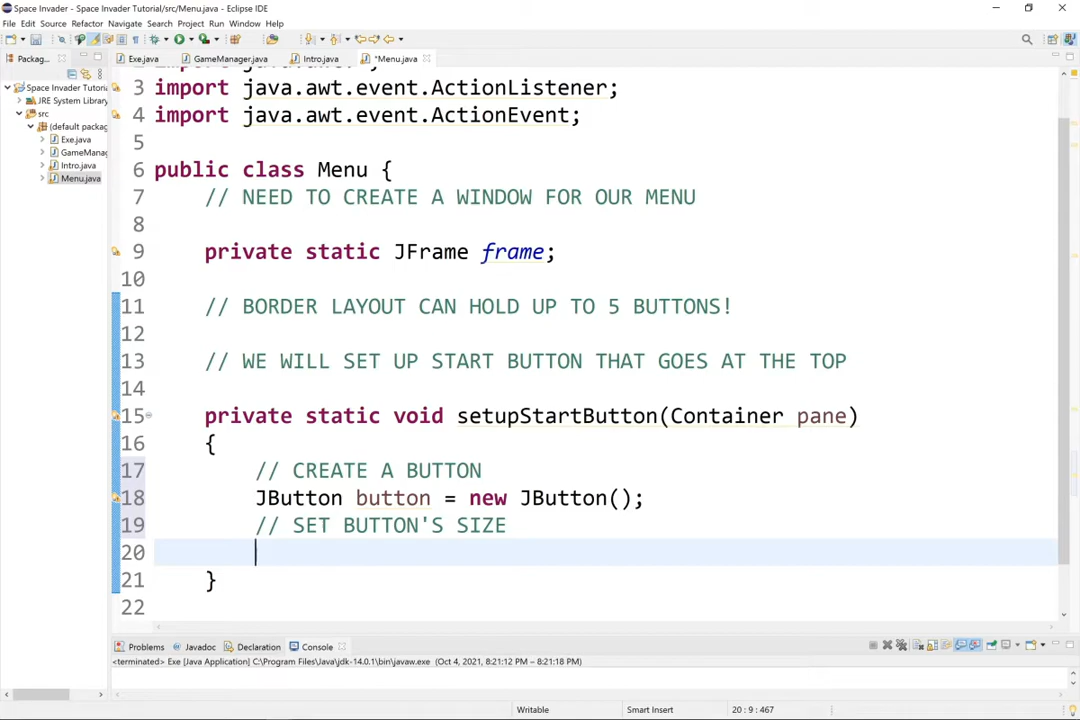 Space Invader - Space Invader Tutorial/src/Menu.java - Eclipse IDE
File Edit Source Refactor Navigate Search Project Run Window Help
Packag...
Exe.java
GameManager.java
Intro.java
*Menu.java
Space Invader Tutoria
JRE System Library
src
(default package
Exe.java
GameManag
Intro.java
Menu.java
3 import java.awt.event.ActionListener;
4 import java.awt.event.ActionEvent;
5
6 public class Menu {
7 // NEED TO CREATE A WINDOW FOR OUR MENU
8
9 private static JFrame frame;
10
11 // BORDER LAYOUT CAN HOLD UP TO 5 BUTTONS!
12
13 // WE WILL SET UP START BUTTON THAT GOES AT THE TOP
14
15 private static void setupStartButton(Container pane)
16 {
17 // CREATE A BUTTON
18 JButton button = new JButton();
19 // SET BUTTON'S SIZE
20
21 }
22
Problems Javadoc Declaration Console
<terminated> Exe [Java Application] C:\Program Files\Java\jdk-14.0.1\bin\javaw.exe (Oct 4, 2021, 8:21:12 PM – 8:21:18 PM)
Writable Smart Insert 20 : 9 : 467